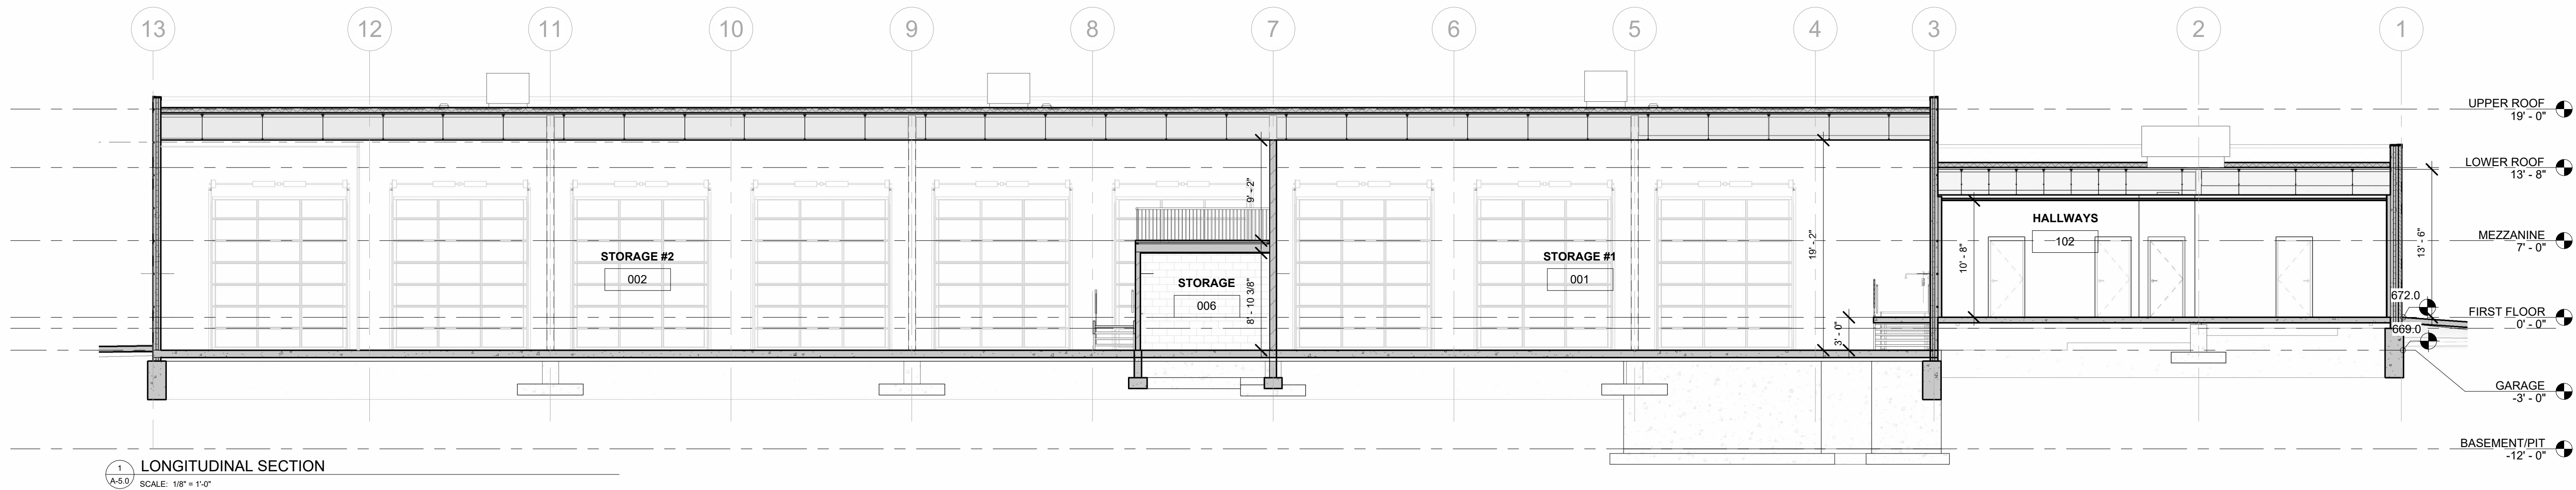 13
12
11
10
9
8
7
6
5
4
3
2
1
UPPER ROOF
19' - 0"
LOWER ROOF
13' - 8"
9' - 2"
HALLWAYS
102
MEZZANINE
7' - 0"
13' - 6"
19' - 2"
10' - 8"
STORAGE #2
002
STORAGE #1
001
STORAGE
006
8' - 10 3/8"
672.0
FIRST FLOOR
0' - 0"
669.0
3' - 0"
GARAGE
-3' - 0"
BASEMENT/PIT
-12' - 0"
1
A-5.0
LONGITUDINAL SECTION
SCALE: 1/8" = 1'-0"